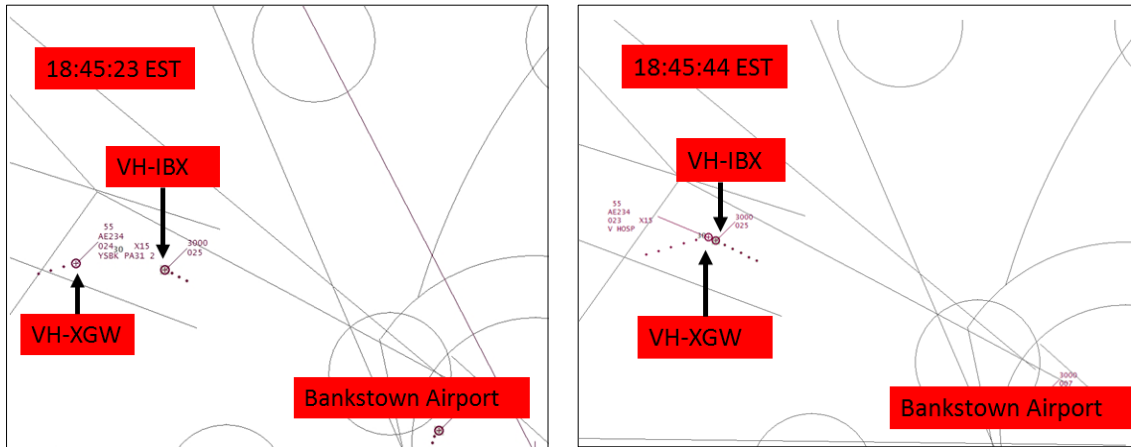 18:45:23 EST
VH-IBX
55
AE234
024 30 X15
YSBK PA31 2
3000
025
VH-XGW
Bankstown Airport
18:45:44 EST
VH-IBX
55
AE234
023 X15
V HOSP
30
3000
025
VH-XGW
3000
007
Bankstown Airport